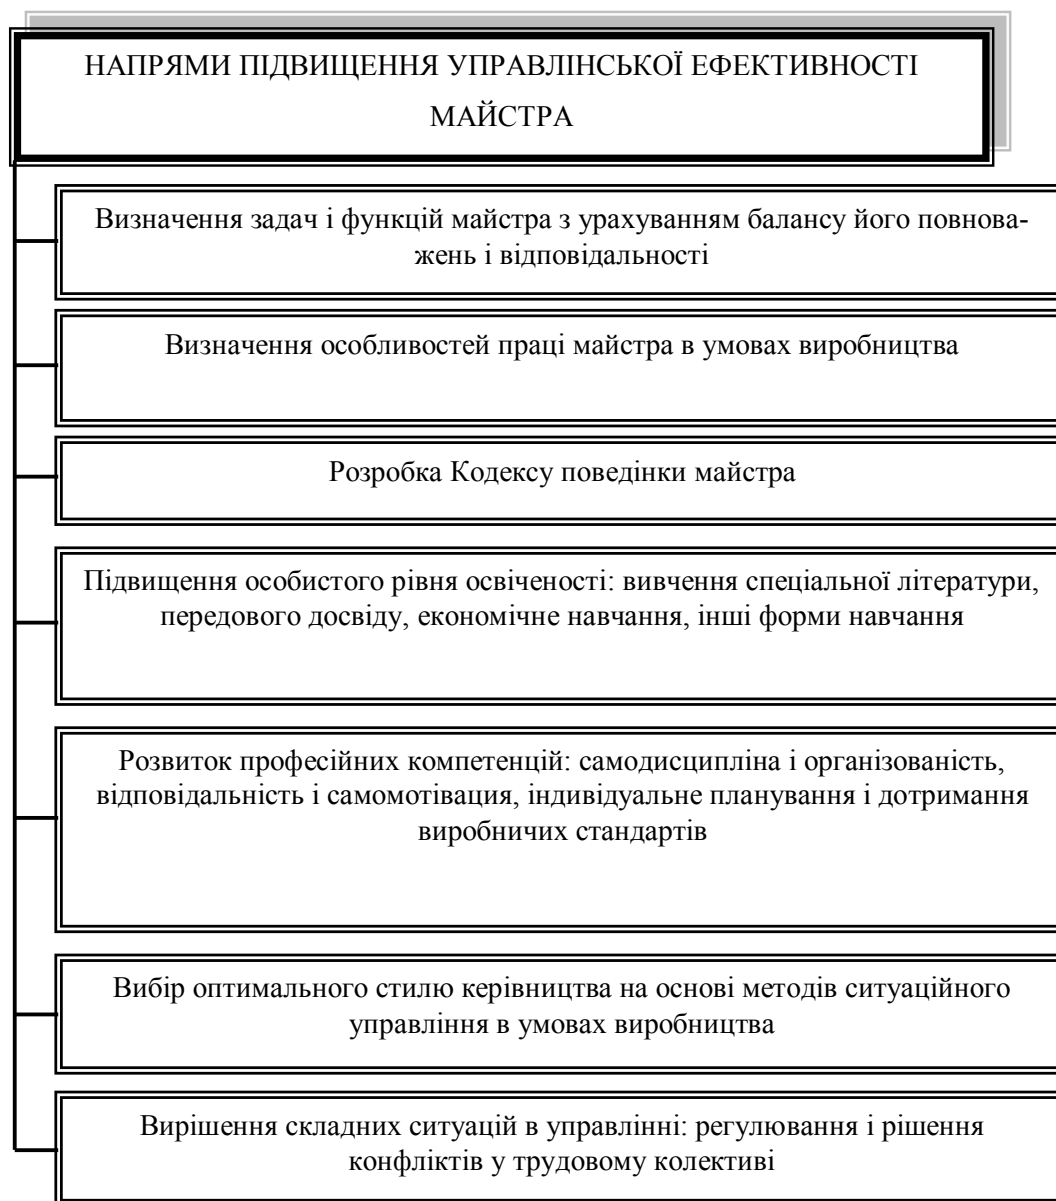 НАПРЯМИ ПІДВИЩЕННЯ УПРАВЛІНСЬКОЇ ЕФЕКТИВНОСТІ
МАЙСТРА
Визначення задач і функцій майстра з урахуванням балансу його повнова-
жень і відповідальності
Визначення особливостей праці майстра в умовах виробництва
Розробка Кодексу поведінки майстра
Підвищення особистого рівня освіченості: вивчення спеціальної літератури,
передового досвіду, економічне навчання, інші форми навчання
Розвиток професійних компетенцій: самодисципліна і організованість,
відповідальність і самомотівация, індивідуальне планування і дотримання
виробничих стандартів
Вибір оптимального стилю керівництва на основі методів ситуаційного
управління в умовах виробництва
Вирішення складних ситуацій в управлінні: регулювання і рішення
конфліктів у трудовому колективі